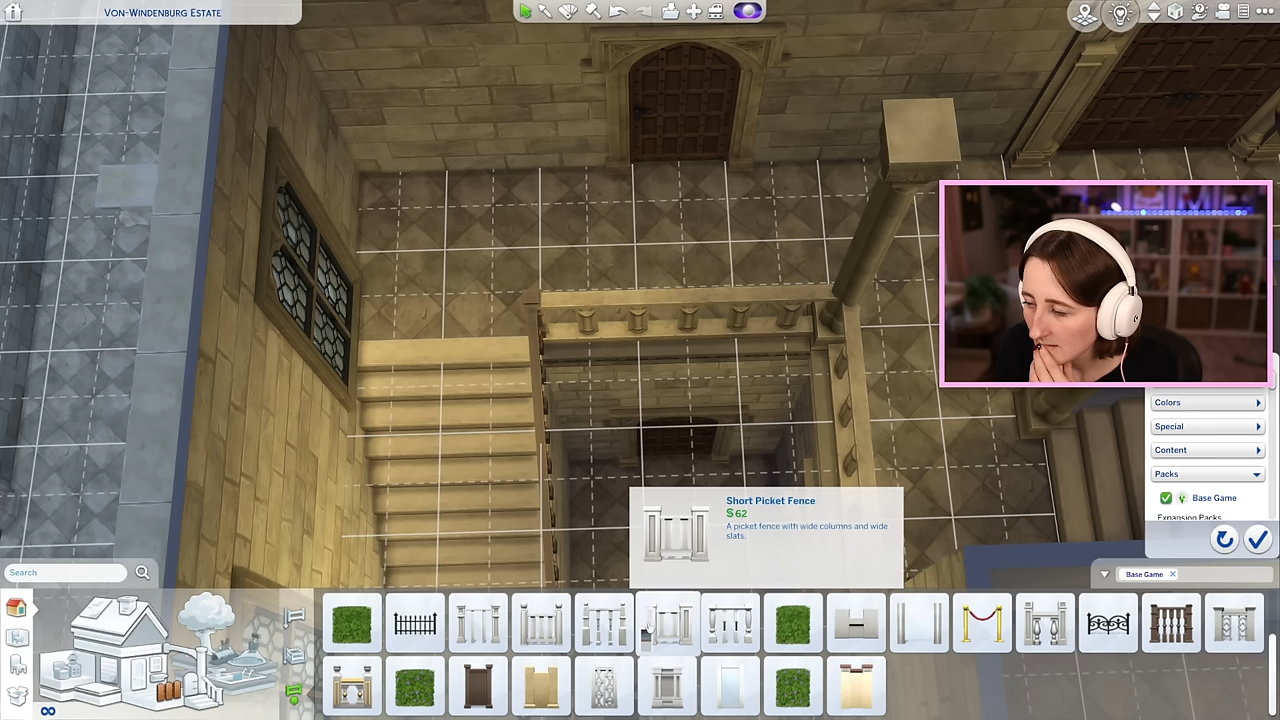 Von-Windenburg Estate
Colors
Special
Content
Packs
Short Picket Fence
§62
A picket fence with wide columns and wide
slats.
Base Game
Expansion Packs
Search
Base Game